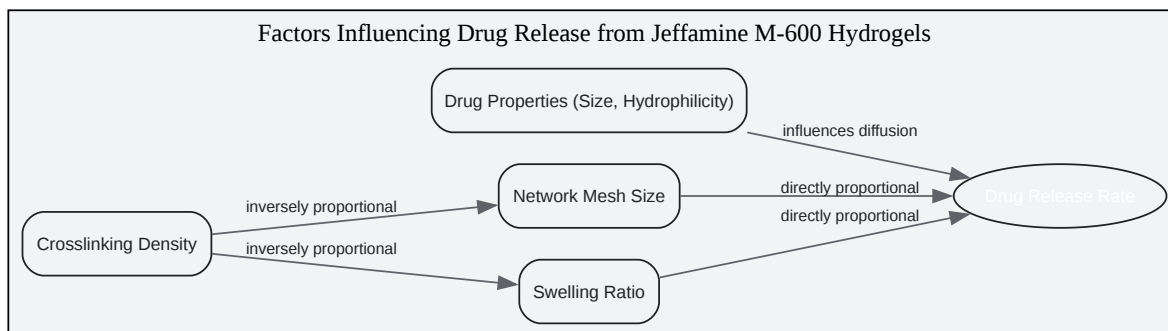 Factors Influencing Drug Release from Jeffamine M-600 Hydrogels
Drug Properties (Size, Hydrophilicity)
influences diffusion
Network Mesh Size
directly proportional
Drug Release Rate
inversely proportional
directly proportional
Crosslinking Density
inversely proportional
Swelling Ratio